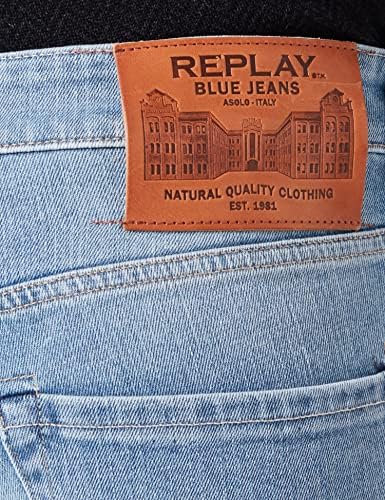 REPLAY
BLUE JEANS
ASOLO - ITALY
NATURAL QUALITY CLOTHING
EST. 1981